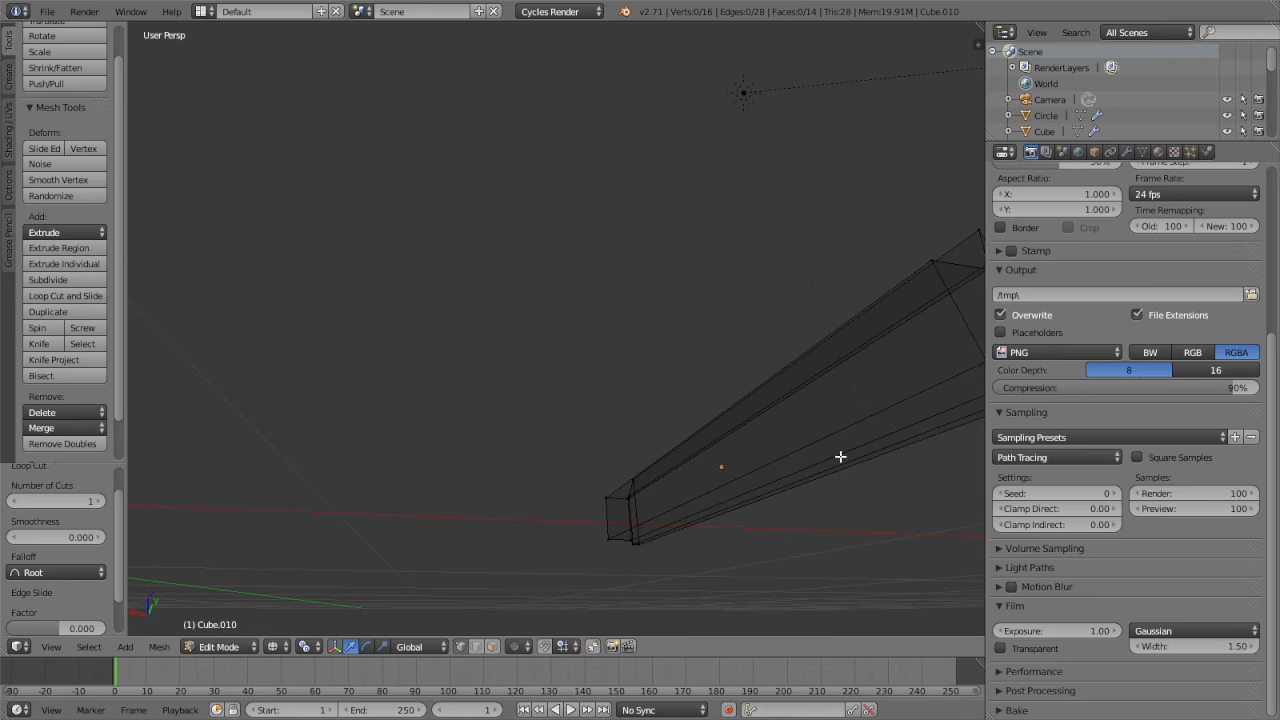 File Render Window Help Default Scene Cycles Render v2.71 | Verts:0/16 | Edges:0/28 | Faces:0/14 | Tris:28 | Mem:19.91M | Cube.010
User Persp
Tools
Create
Shading / UVs
Options
Grease Pencil
Rotate
Scale
Shrink/Fatten
Push/Pull
Mesh Tools
Deform:
Slide Ed Vertex
Noise
Smooth Vertex
Randomize
Add:
Extrude
Extrude Region
Extrude Individual
Subdivide
Loop Cut and Slide
Duplicate
Spin Screw
Knife Select
Knife Project
Bisect
Remove:
Delete
Merge
Remove Doubles
Loop Cut
Number of Cuts
1
Smoothness
0.000
Falloff
Root
Edge Slide
Factor
0.000
(1) Cube.010
View Select Add Mesh Edit Mode Global
-30 -20 -10 0 10 20 30 40 50 60 70 80 90 100 110 120 130 140 150 160 170 180 190 200 210 220 230 240 250
View Marker Frame Playback Start: 1 End: 250 1 No Sync
View Search All Scenes
Scene
RenderLayers
World
Camera
Circle
Cube
50% Frame Step: 1
Aspect Ratio: Frame Rate:
X: 1.000 24 fps
Y: 1.000 Time Remapping:
Border Crop Old: 100 New: 100
Stamp
Output
/tmp\
Overwrite File Extensions
Placeholders
PNG BW RGB RGBA
Color Depth: 8 16
Compression: 90%
Sampling
Sampling Presets
Path Tracing Square Samples
Settings: Samples:
Seed: 0 Render: 100
Clamp Direct: 0.00 Preview: 100
Clamp Indirect: 0.00
Volume Sampling
Light Paths
Motion Blur
Film
Exposure: 1.00 Gaussian
Transparent Width: 1.50
Performance
Post Processing
Bake